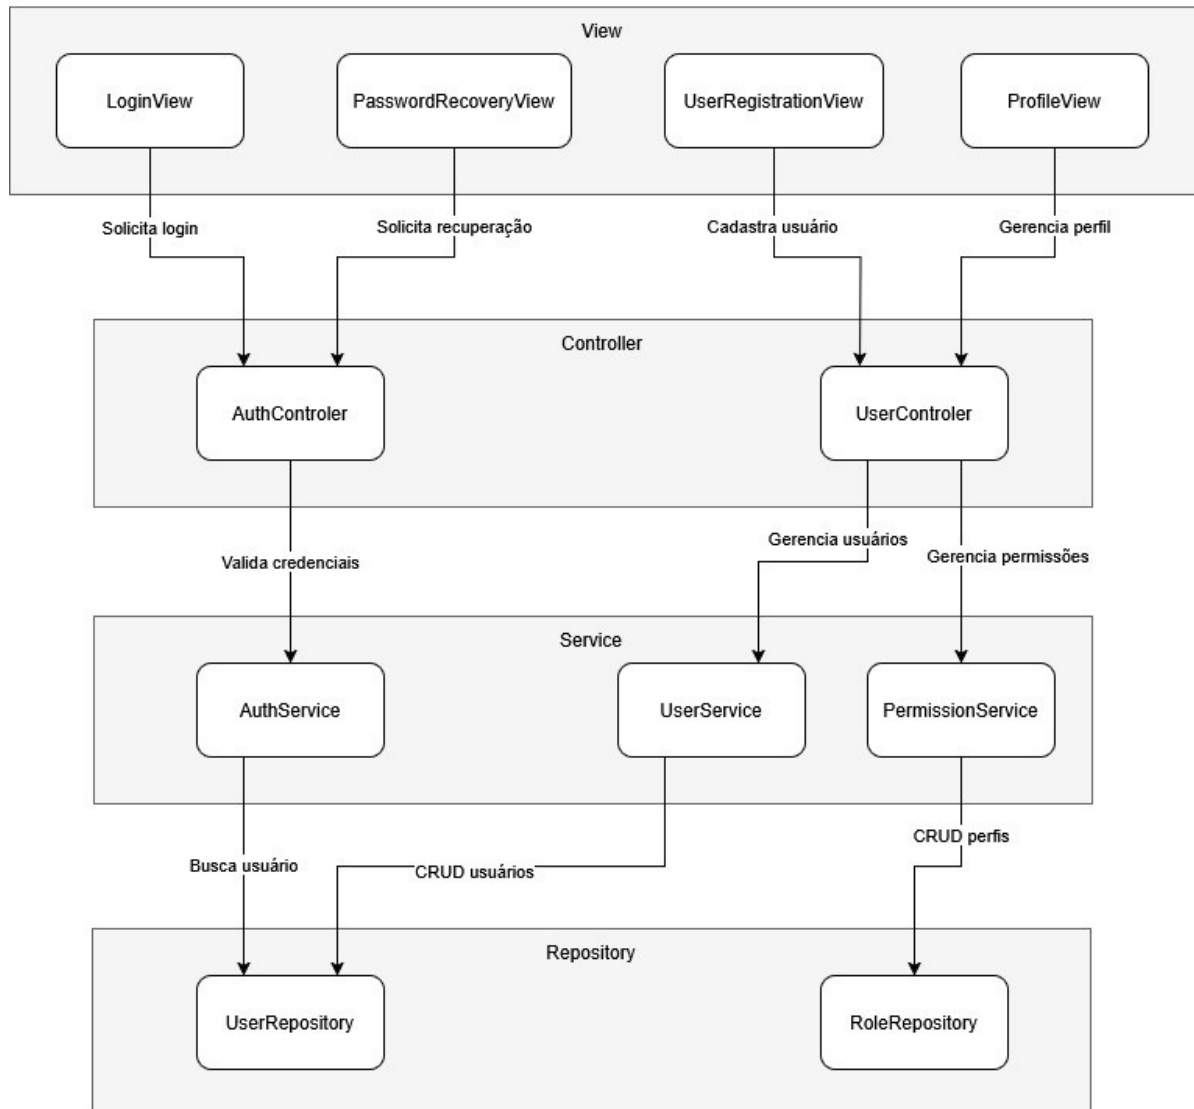 View
LoginView
PasswordRecoveryView
UserRegistrationView
ProfileView
Solicita login
Solicita recuperação
Cadastra usuário
Gerencia perfil
Controller
AuthControler
UserControler
Gerencia usuários
Valida credenciais
Gerencia permissões
Service
AuthService
UserService
PermissionService
CRUD perfis
Busca usuário
CRUD usuários
Repository
UserRepository
RoleRepository